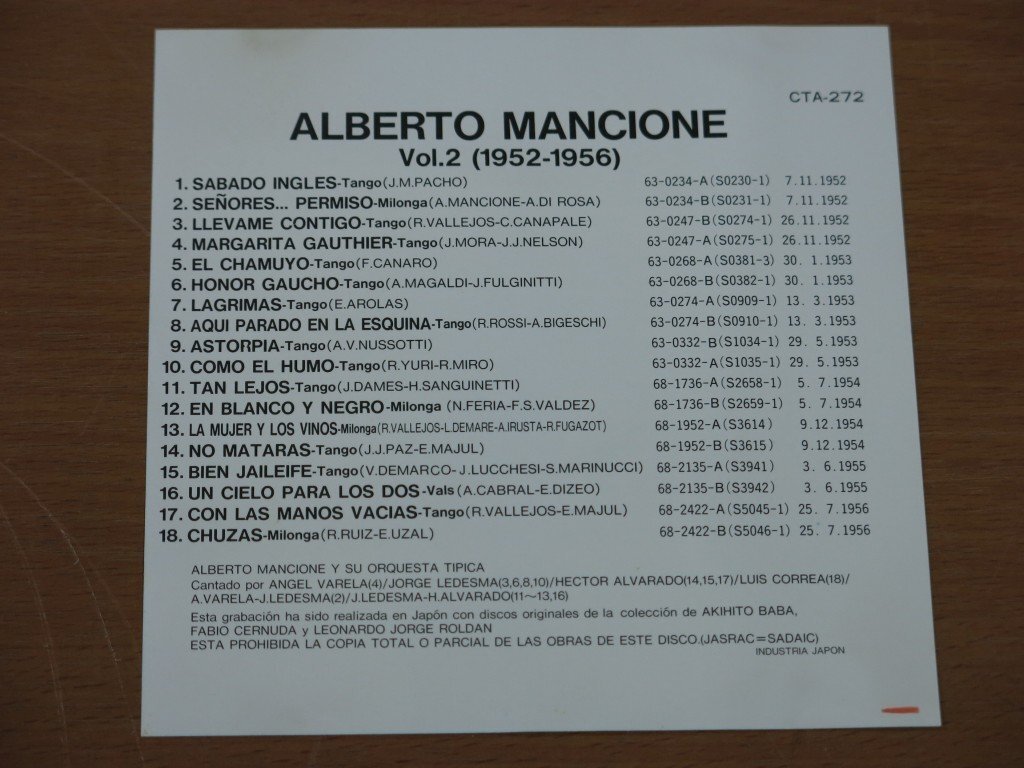 CTA-272
ALBERTO MANCIONE
Vol.2 (1952-1956)
1. SABADO INGLES-Tango(J.M.PACHO) 63-0234-A(S0230-1) 7.11.1952
2. SEÑORES... PERMISO-Milonga(A.MANCIONE-A.DI ROSA) 63-0234-B(S0231-1) 7.11.1952
3. LLEVAME CONTIGO-Tango(R.VALLEJOS-C.CANAPALE) 63-0247-B(S0274-1) 26.11.1952
4. MARGARITA GAUTHIER-Tango(J.MORA-J.J.NELSON) 63-0247-A(S0275-1) 26.11.1952
5. EL CHAMUYO-Tango(F.CANARO) 63-0268-A(S0381-3) 30. 1.1953
6. HONOR GAUCHO-Tango(A.MAGALDI-J.FULGINITTI) 63-0268-B(S0382-1) 30. 1.1953
7. LAGRIMAS-Tango(E.AROLAS) 63-0274-A(S0909-1) 13. 3.1953
8. AQUI PARADO EN LA ESQUINA-Tango(R.ROSSI-A.BIGESCHI) 63-0274-B(S0910-1) 13. 3.1953
9. ASTORPIA-Tango(A.V.NUSSOTTI) 63-0332-B(S1034-1) 29. 5.1953
10. COMO EL HUMO-Tango(R.YURI-R.MIRO) 63-0332-A(S1035-1) 29. 5.1953
11. TAN LEJOS-Tango(J.DAMES-H.SANGUINETTI) 68-1736-A(S2658-1) 5. 7.1954
12. EN BLANCO Y NEGRO-Milonga (N.FERIA-F.S.VALDEZ) 68-1736-B(S2659-1) 5. 7.1954
13. LA MUJER Y LOS VINOS-Milonga(R.VALLEJOS-L.DEMARE-A.IRUSTA-R.FUGAZOT) 68-1952-A(S3614) 9.12.1954
14. NO MATARAS-Tango(J.J.PAZ-E.MAJUL) 68-1952-B(S3615) 9.12.1954
15. BIEN JAILEIFE-Tango(V.DEMARCO-J.LUCCHESI-S.MARINUCCI) 68-2135-A(S3941) 3. 6.1955
16. UN CIELO PARA LOS DOS-Vals(A.CABRAL-E.DIZEO) 68-2135-B(S3942) 3. 6.1955
17. CON LAS MANOS VACIAS-Tango(R.VALLEJOS-E.MAJUL) 68-2422-A(S5045-1) 25. 7.1956
18. CHUZAS-Milonga(R.RUIZ-E.UZAL) 68-2422-B(S5046-1) 25. 7.1956
ALBERTO MANCIONE Y SU ORQUESTA TIPICA
Cantado por ANGEL VARELA(4)/JORGE LEDESMA(3,6,8,10)/HECTOR ALVARADO(14,15,17)/LUIS CORREA(18)/
A.VARELA-J.LEDESMA(2)/J.LEDESMA-H.ALVARADO(11～13,16)
Esta grabación ha sido realizada en Japón con discos originales de la colección de AKIHITO BABA,
FABIO CERNUDA y LEONARDO JORGE ROLDAN
ESTA PROHIBIDA LA COPIA TOTAL O PARCIAL DE LAS OBRAS DE ESTE DISCO.(JASRAC=SADAIC)
INDUSTRIA JAPON